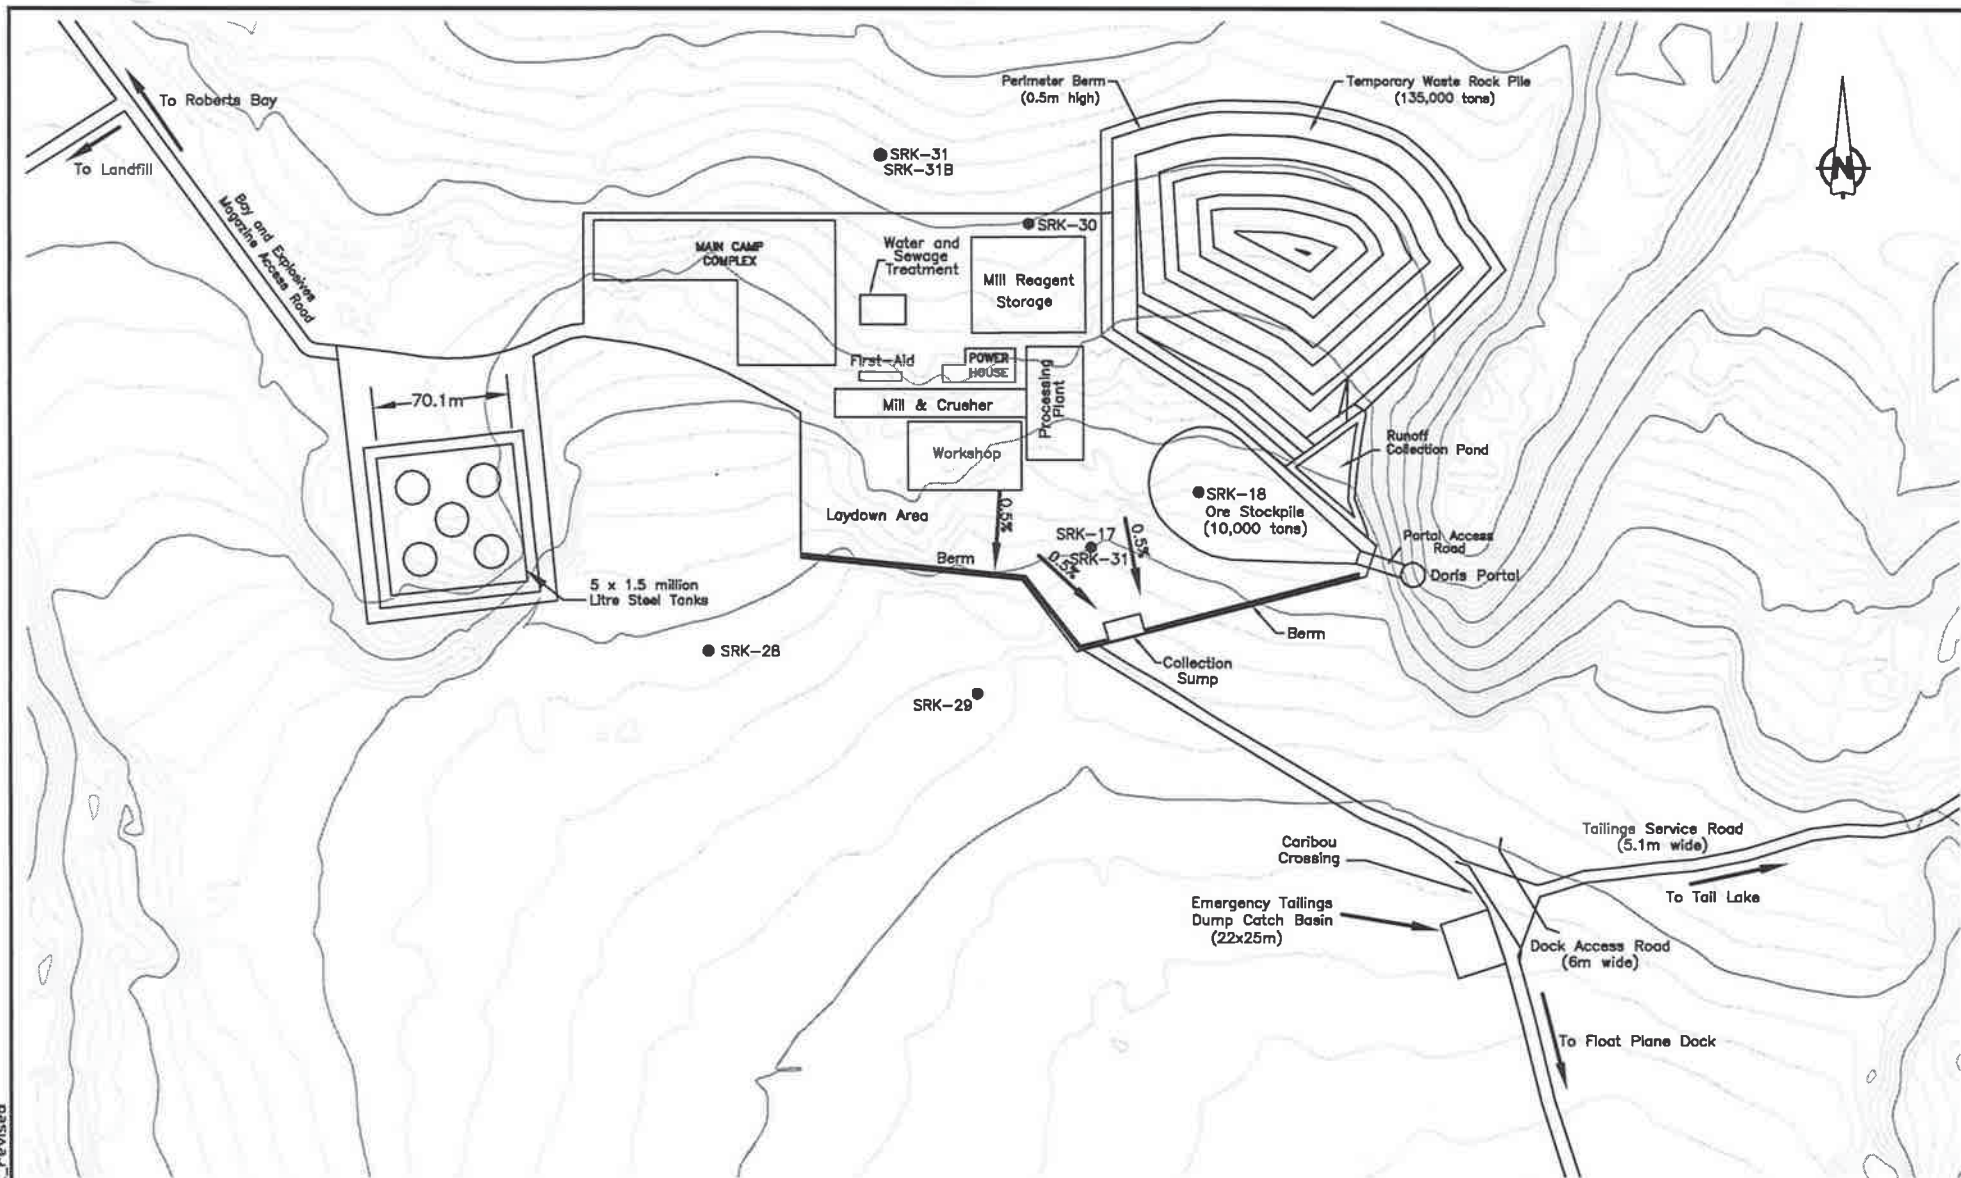 Perimeter Berm
(0.5m high)
Temporary Waste Rock Pile
(135,000 tons)
To Roberts Bay
To Landfill
N
SRK-31
SRK-31B
Bay and Explosives
Magazine Access Road
SRK-30
MAIN CAMP
COMPLEX
Water and
Sewage
Treatment
Mill Reagent
Storage
First-Aid
POWER
HOUSE
Processing
Plant
70.1m
Mill & Crusher
Runoff
Collection Pond
Workshop
SRK-18
Ore Stockpile
(10,000 tons)
Laydown Area
0.5%
0.5%
SRK-17
SRK-31
0.5%
Portal Access
Road
Berm
Doris Portal
5 x 1.5 million
Litre Steel Tanks
Berm
SRK-28
Collection
Sump
SRK-29
Tailings Service Road
(5.1m wide)
Caribou
Crossing
To Tail Lake
Emergency Tailings
Dump Catch Basin
(22x25m)
Dock Access Road
(6m wide)
To Float Plane Dock
revised